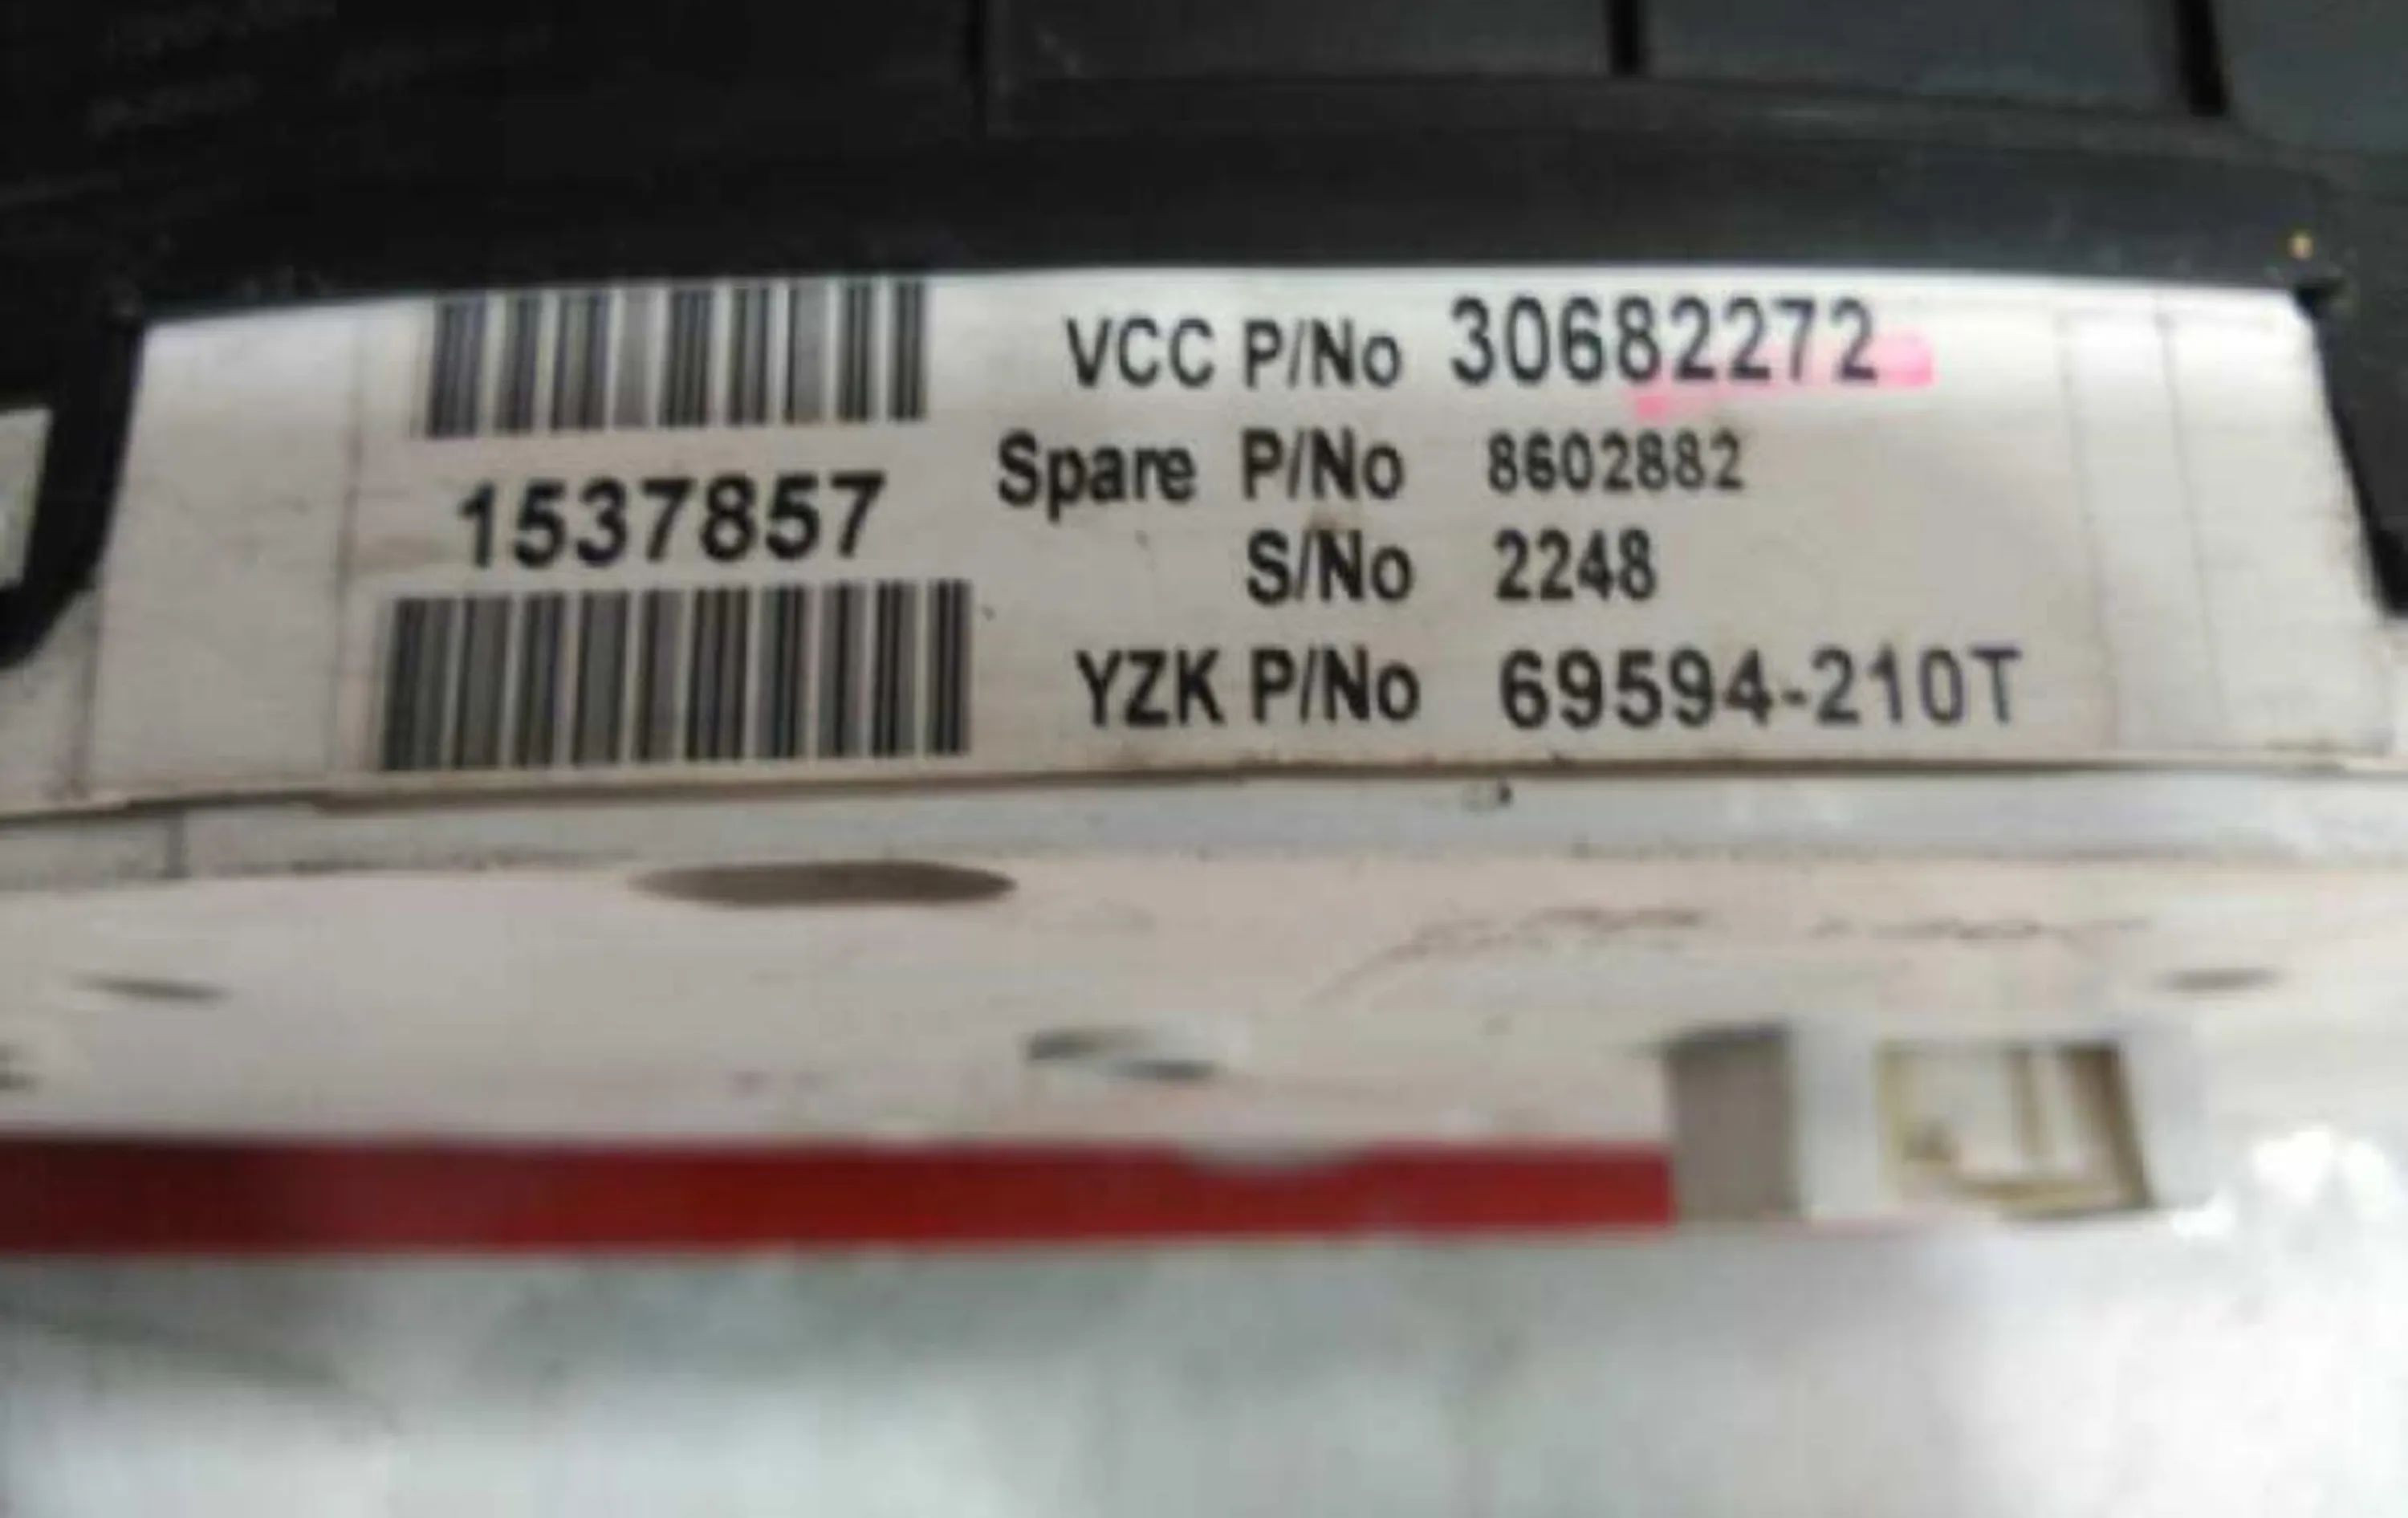 1537857
VCC P/No 30682272
Spare P/No 8602882
S/No 2248
YZK P/No 69594-210T